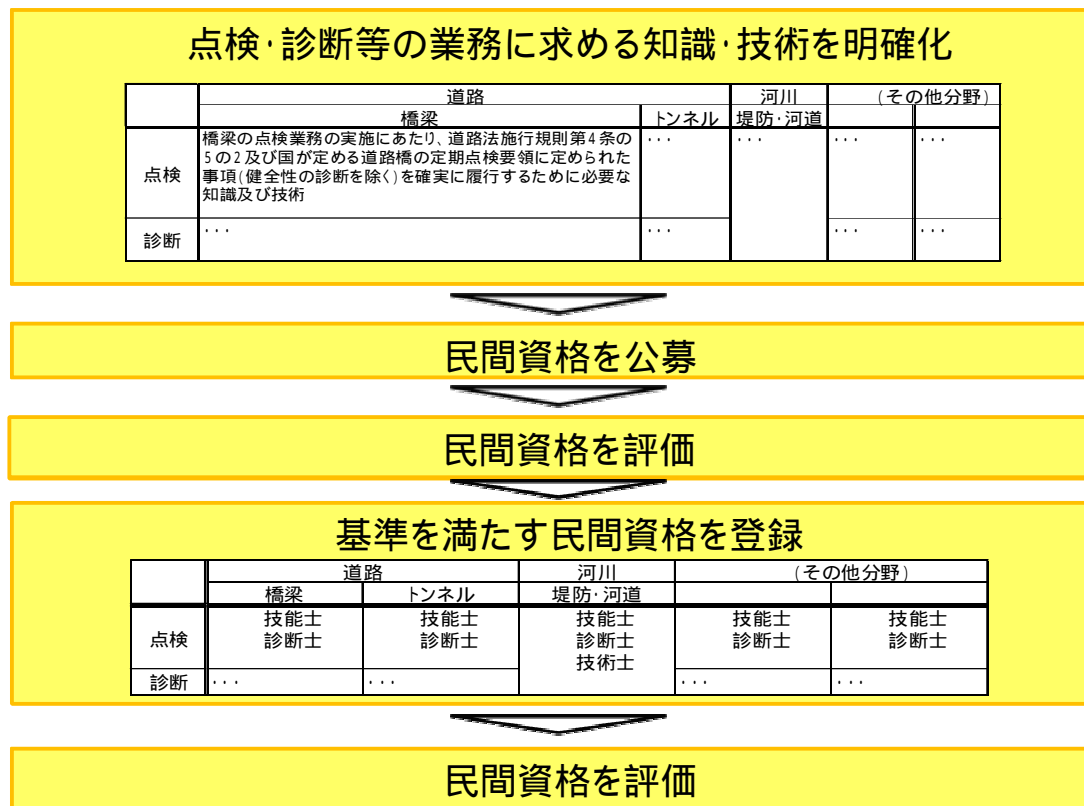 点検･診断等の業務に求める知識･技術を明確化
道路 河川 (その他分野)
橋梁 トンネル 堤防･河道
点検 橋梁の点検業務の実施にあたり、道路法施行規則第4条の ･･･ ･･･ ･･･ ･･･
5の2及び国が定める道路橋の定期点検要領に定められた
事項(健全性の診断を除く)を確実に履行するために必要な
知識及び技術
診断 ･･･ ･･･ ･･･ ･･･
民間資格を公募
民間資格を評価
基準を満たす民間資格を登録
道路 河川 (その他分野)
橋梁 トンネル 堤防･河道
点検 技能士 技能士 技能士 技能士 技能士
診断士 診断士 診断士 診断士 診断士
技術士
診断 ･･･ ･･･ ･･･ ･･･
民間資格を評価